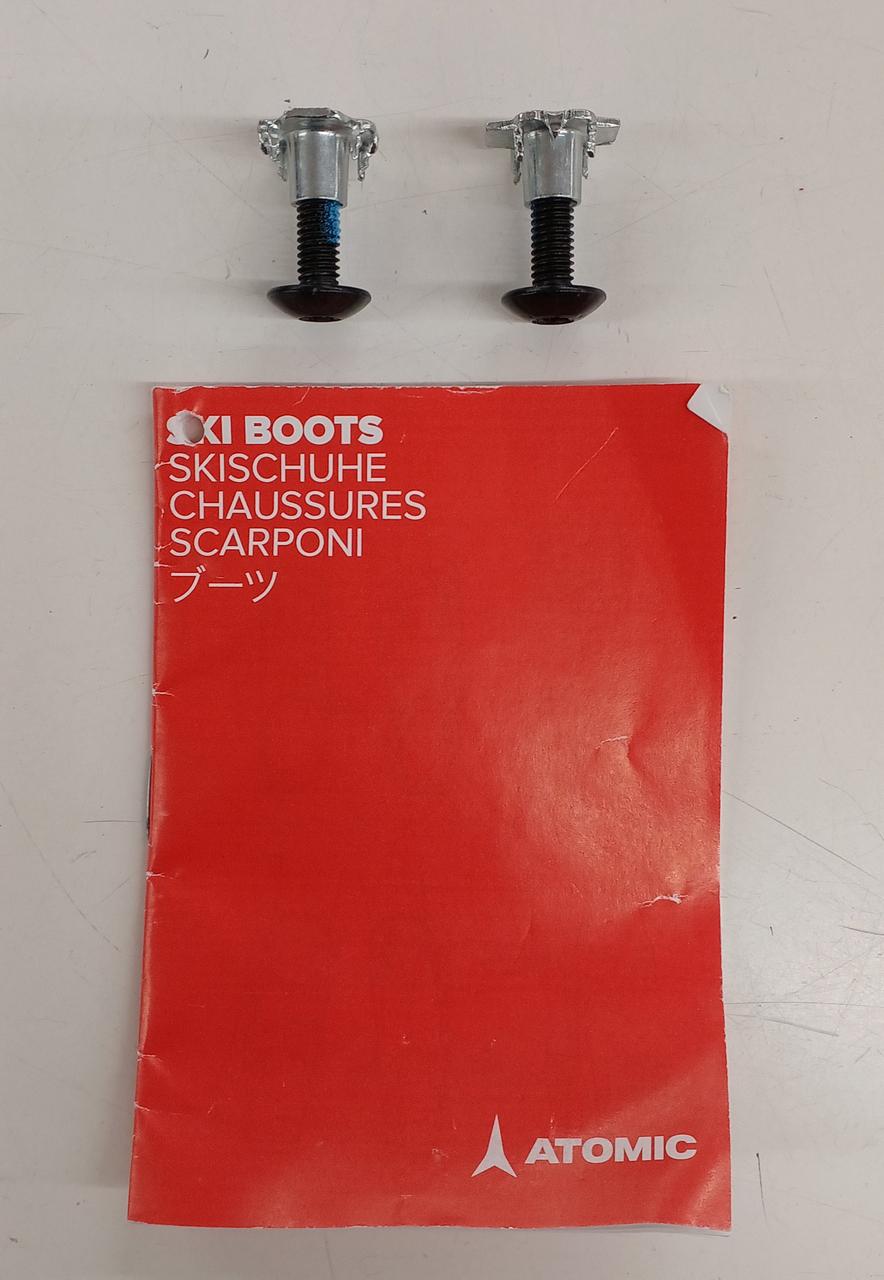 SKI BOOTS
SKISCHUHE
CHAUSSURES
SCARPONI
ブーツ
ATOMIC